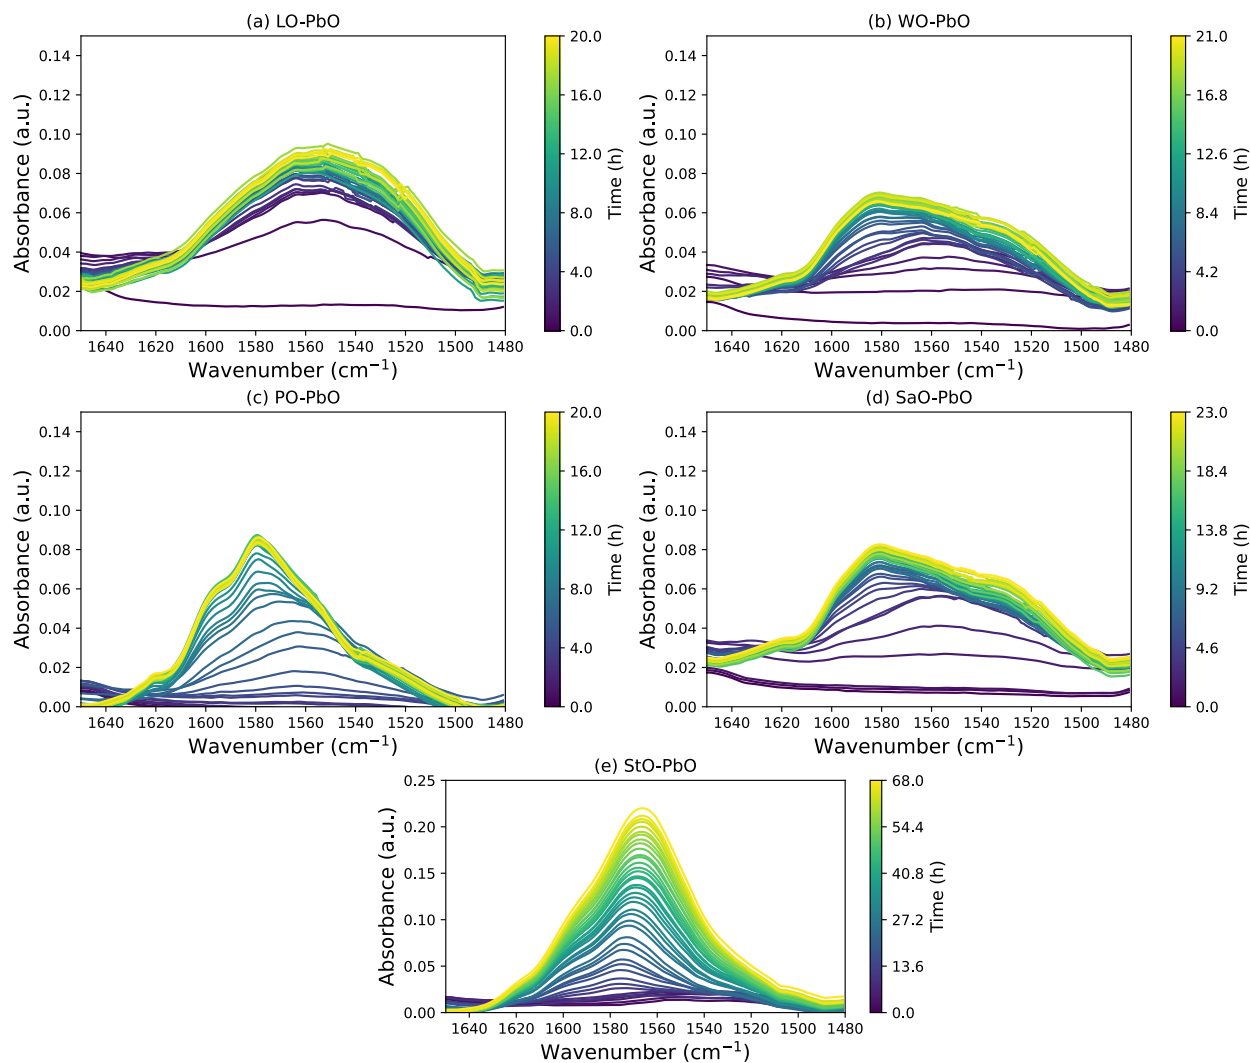 (a) LO-PbO
0.14
0.12
0.10
0.08
0.06
0.04
0.02
0.00
Absorbance (a.u.)
1640 1620 1600 1580 1560 1540 1520 1500 1480
Wavenumber (cm⁻¹)
20.0
16.0
12.0
8.0
4.0
0.0
Time (h)
(b) WO-PbO
0.14
0.12
0.10
0.08
0.06
0.04
0.02
0.00
Absorbance (a.u.)
1640 1620 1600 1580 1560 1540 1520 1500 1480
Wavenumber (cm⁻¹)
21.0
16.8
12.6
8.4
4.2
0.0
Time (h)
(c) PO-PbO
0.14
0.12
0.10
0.08
0.06
0.04
0.02
0.00
Absorbance (a.u.)
1640 1620 1600 1580 1560 1540 1520 1500 1480
Wavenumber (cm⁻¹)
20.0
16.0
12.0
8.0
4.0
0.0
Time (h)
(d) SaO-PbO
0.14
0.12
0.10
0.08
0.06
0.04
0.02
0.00
Absorbance (a.u.)
1640 1620 1600 1580 1560 1540 1520 1500 1480
Wavenumber (cm⁻¹)
23.0
18.4
13.8
9.2
4.6
0.0
Time (h)
(e) StO-PbO
0.25
0.20
0.15
0.10
0.05
0.00
Absorbance (a.u.)
1640 1620 1600 1580 1560 1540 1520 1500 1480
Wavenumber (cm⁻¹)
68.0
54.4
40.8
27.2
13.6
0.0
Time (h)